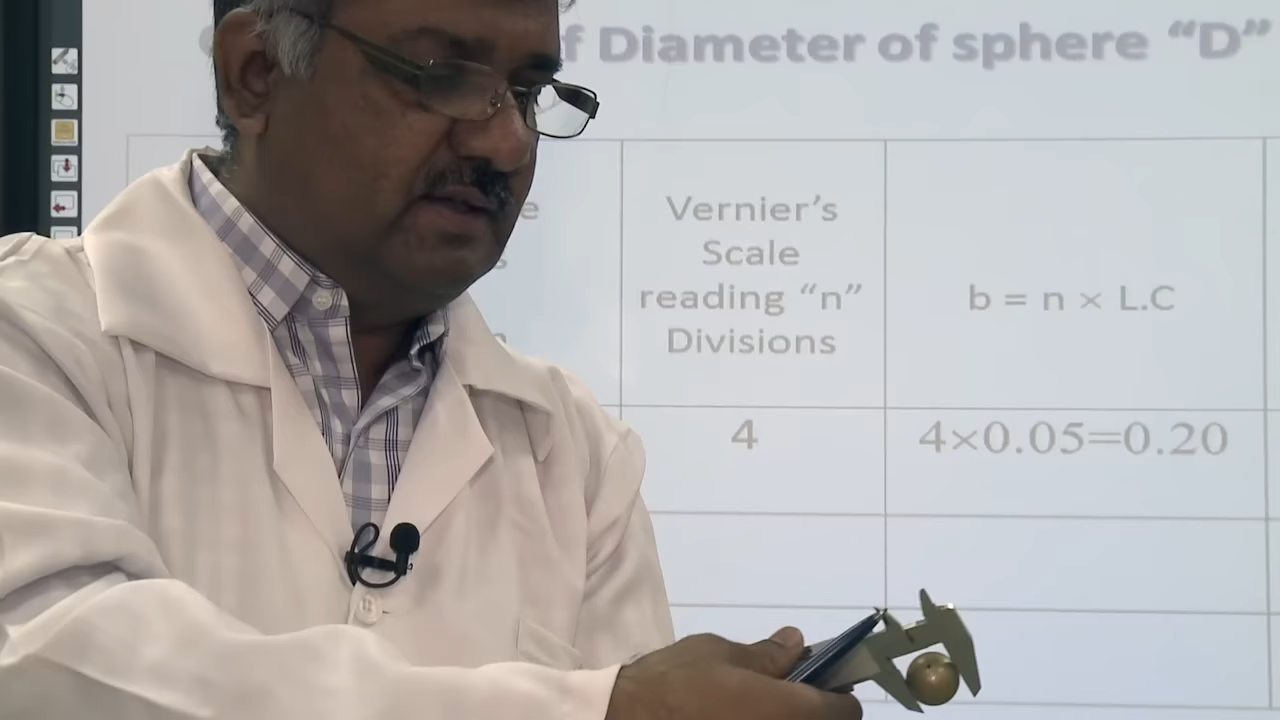 f Diameter of sphere “D”
Vernier’s
Scale
reading “n”
Divisions
b = n × L.C
4
4×0.05=0.20